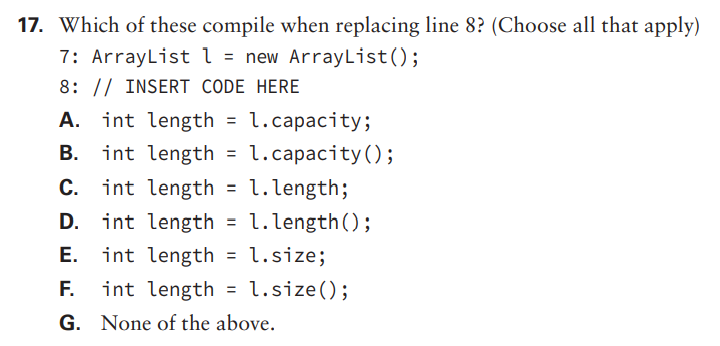 17. Which of these compile when replacing line 8? (Choose all that apply)
7: ArrayList l = new ArrayList();
8: // INSERT CODE HERE
A. int length = l.capacity;
B. int length = l.capacity();
C. int length = l.length;
D. int length = l.length();
E. int length = l.size;
F. int length = l.size();
G. None of the above.